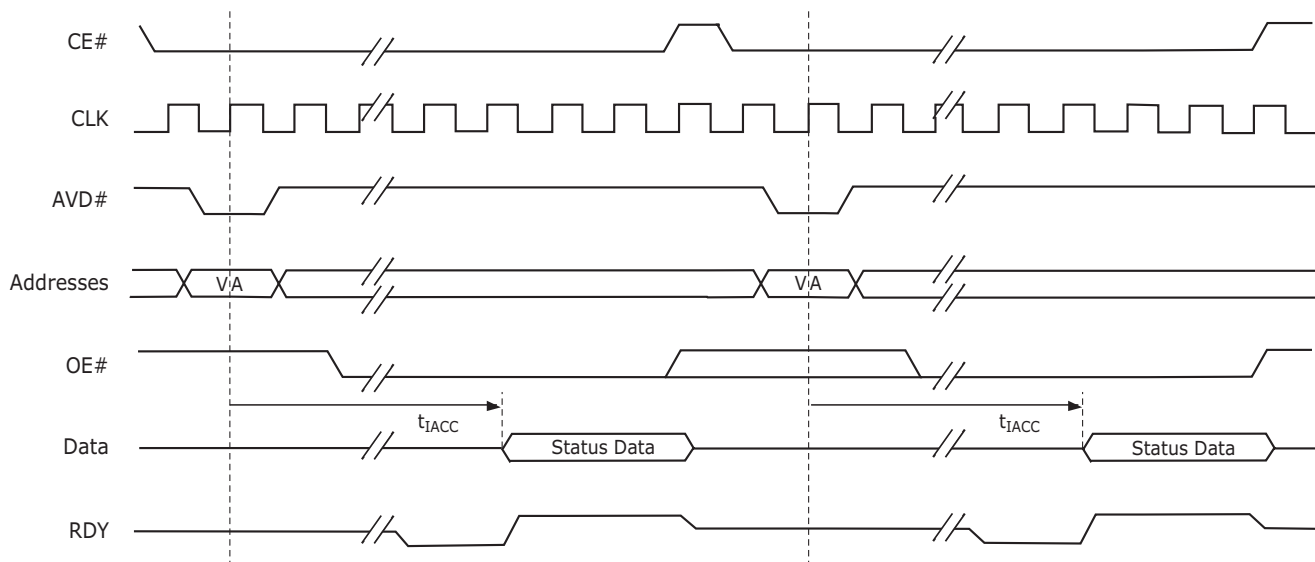 CE#
CLK
AVD#
Addresses VA VA
OE#
tIACC tIACC
Data Status Data Status Data
RDY